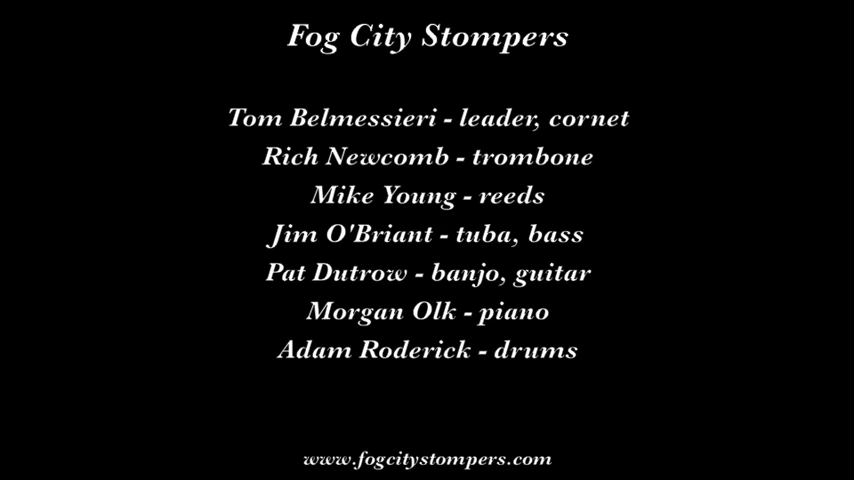 Fog City Stompers
Tom Belmessieri - leader, cornet
Rich Newcomb - trombone
Mike Young - reeds
Jim O'Briant - tuba, bass
Pat Dutrow - banjo, guitar
Morgan Olk - piano
Adam Roderick - drums
www.fogcitystompers.com